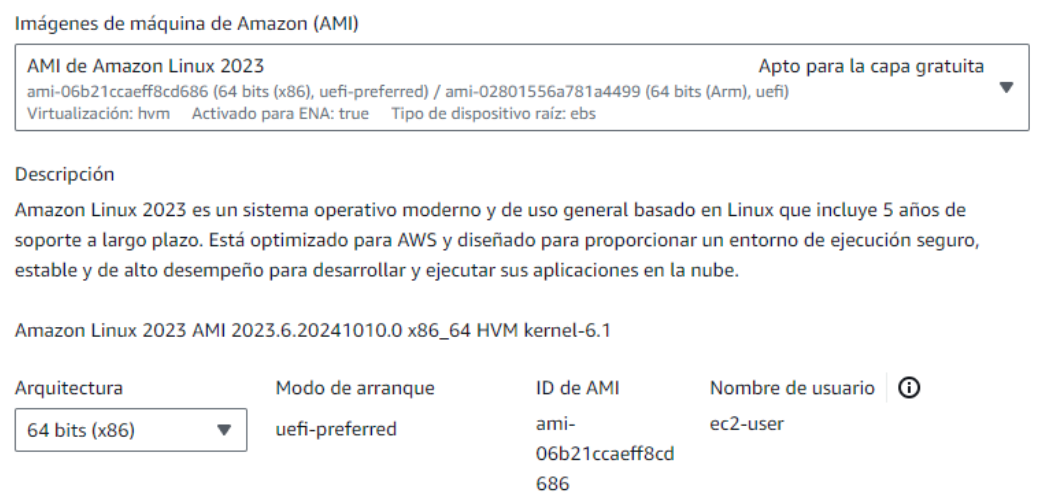 Imágenes de máquina de Amazon (AMI)
AMI de Amazon Linux 2023 Apto para la capa gratuita
ami-06b21ccaeff8cd686 (64 bits (x86), uefi-preferred) / ami-02801556a781a4499 (64 bits (Arm), uefi)
Virtualización: hvm Activado para ENA: true Tipo de dispositivo raíz: ebs
Descripción
Amazon Linux 2023 es un sistema operativo moderno y de uso general basado en Linux que incluye 5 años de
soporte a largo plazo. Está optimizado para AWS y diseñado para proporcionar un entorno de ejecución seguro,
estable y de alto desempeño para desarrollar y ejecutar sus aplicaciones en la nube.
Amazon Linux 2023 AMI 2023.6.20241010.0 x86_64 HVM kernel-6.1
Arquitectura Modo de arranque ID de AMI Nombre de usuario
64 bits (x86) uefi-preferred ami- ec2-user
06b21ccaeff8cd
686